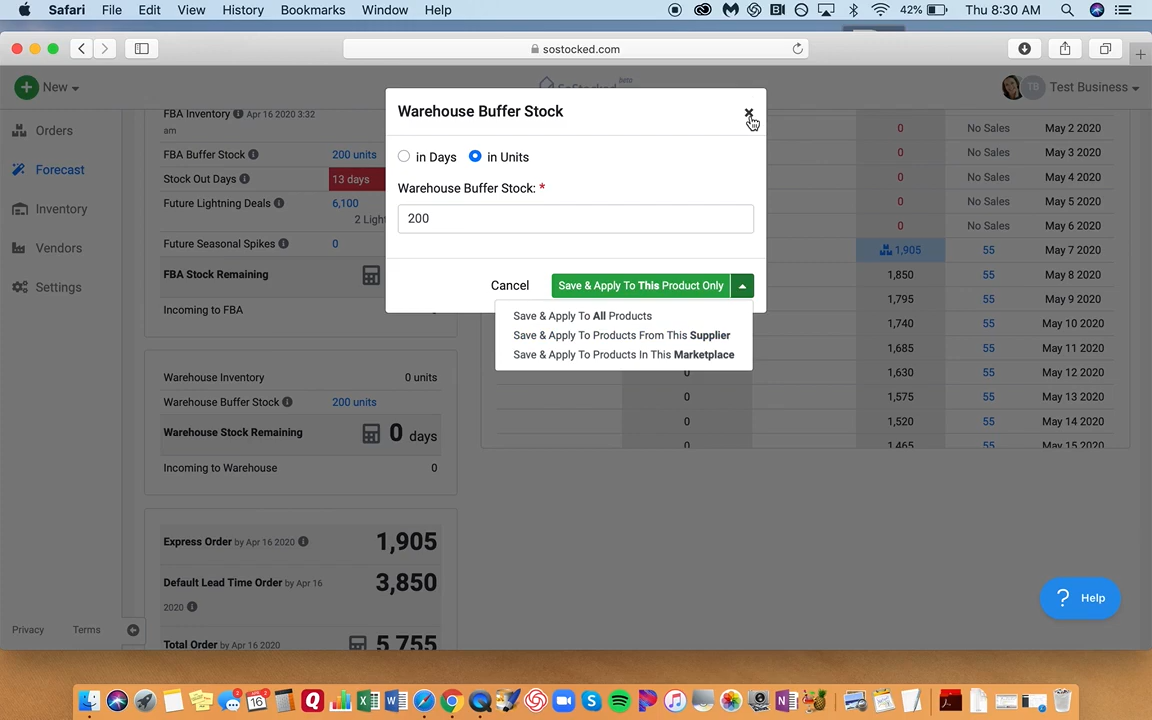 Safari File Edit View History Bookmarks Window Help 42% Thu 8:30 AM
sostocked.com
New
SoStocked beta
TB Test Business
Orders
Forecast
Inventory
Vendors
Settings
Privacy Terms
FBA Inventory Apr 16 2020 3:32
am
FBA Buffer Stock 200 units
Stock Out Days 13 days
Future Lightning Deals 6,100
2 Ligh
Future Seasonal Spikes 0
FBA Stock Remaining
Incoming to FBA
Warehouse Inventory 0 units
Warehouse Buffer Stock 200 units
Warehouse Stock Remaining 0 days
Incoming to Warehouse 0
Express Order by Apr 16 2020 1,905
Default Lead Time Order by Apr 16 3,850
2020
Total Order by Apr 16 2020 5,755
Warehouse Buffer Stock
in Days in Units
Warehouse Buffer Stock: *
200
Cancel Save & Apply To This Product Only
Save & Apply To All Products
Save & Apply To Products From This Supplier
Save & Apply To Products In This Marketplace
0 No Sales May 2 2020
0 No Sales May 3 2020
0 No Sales May 4 2020
0 No Sales May 5 2020
0 No Sales May 6 2020
1,905 55 May 7 2020
1,850 55 May 8 2020
1,795 55 May 9 2020
1,740 55 May 10 2020
1,685 55 May 11 2020
0 1,630 55 May 12 2020
0 1,575 55 May 13 2020
0 1,520 55 May 14 2020
0 1,465 55 May 15 2020
? Help